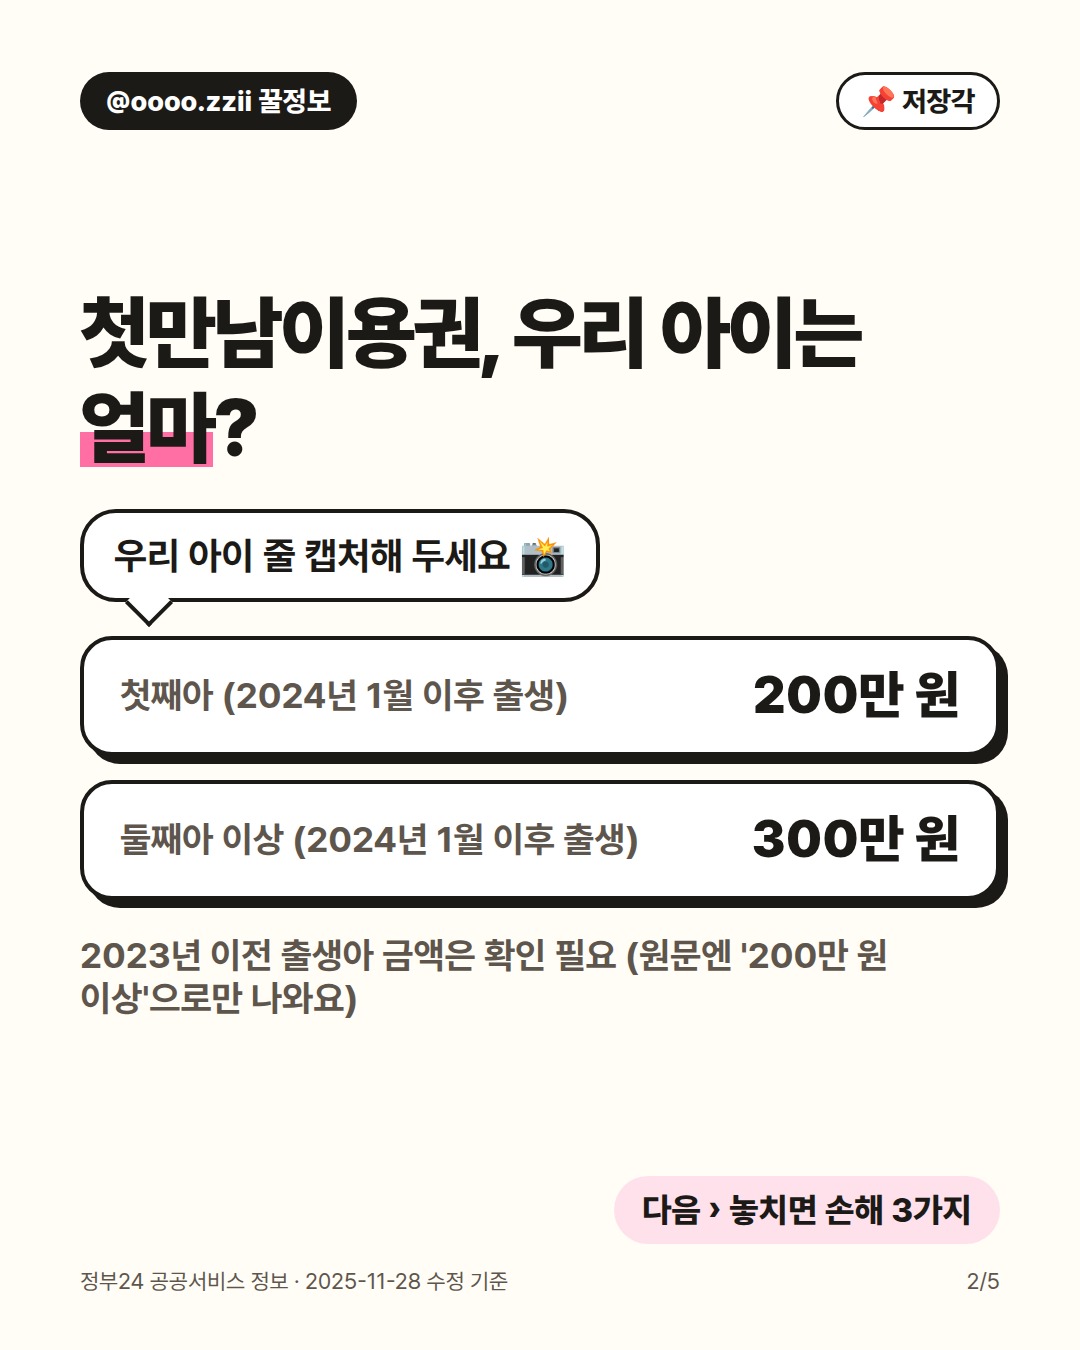 @oooo.zzii 꿀정보
📌 저장각
첫만남이용권, 우리 아이는
얼마?
우리 아이 줄 캡처해 두세요 📸
첫째아 (2024년 1월 이후 출생) 200만 원
둘째아 이상 (2024년 1월 이후 출생) 300만 원
2023년 이전 출생아 금액은 확인 필요 (원문엔 '200만 원
이상'으로만 나와요)
다음 › 놓치면 손해 3가지
정부24 공공서비스 정보 · 2025-11-28 수정 기준
2/5